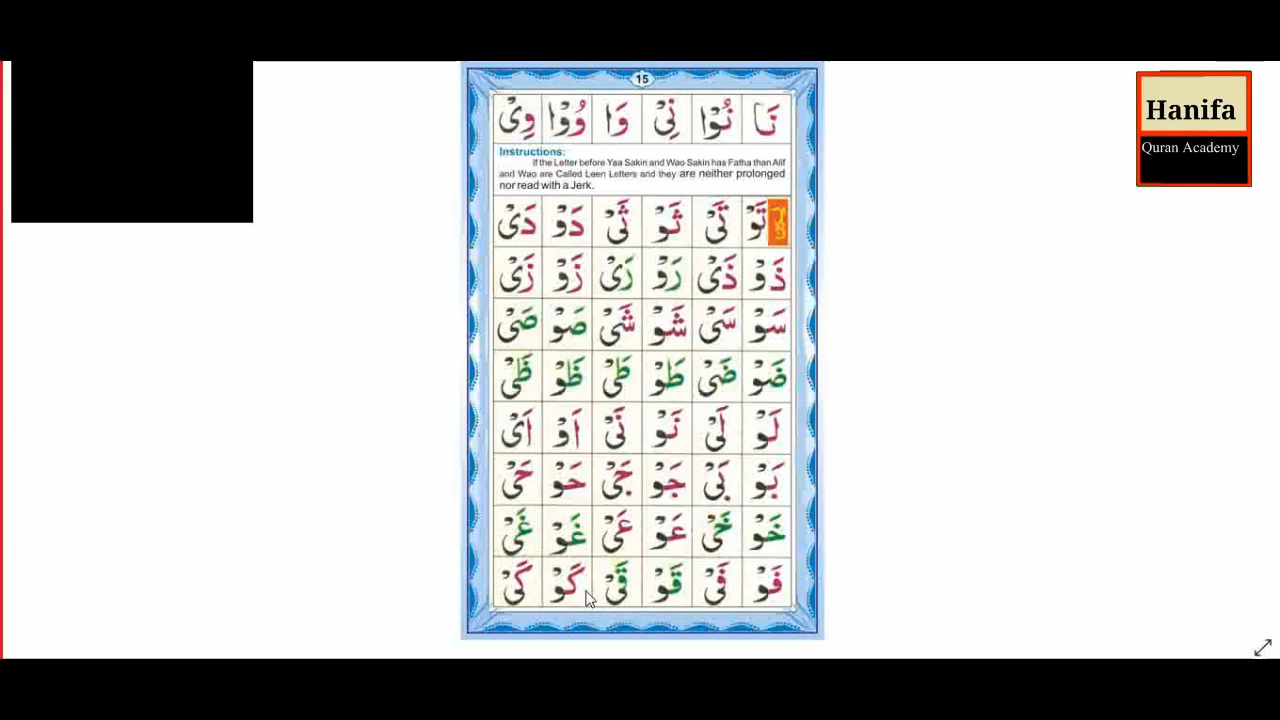 15
نَا نُوْا نِیْ وَا وُوْا وِیْ
Instructions:
If the Letter before Yaa Sakin and Wao Sakin has Fatha than Alif
and Wao are Called Leen Letters and they are neither prolonged
nor read with a Jerk.
تَوْ تَیْ ثَوْ ثَیْ دَوْ دَیْ
ذَوْ ذَیْ رَوْ رَیْ زَوْ زَیْ
سَوْ سَیْ شَوْ شَیْ صَوْ صَیْ
ضَوْ ضَیْ طَوْ طَیْ ظَوْ ظَیْ
لَوْ لَیْ نَوْ نَیْ اَوْ اَیْ
بَوْ بَیْ جَوْ جَیْ حَوْ حَیْ
خَوْ خَیْ عَوْ عَیْ غَوْ غَیْ
فَوْ فَیْ قَوْ قَیْ كَوْ كَیْ
Hanifa
Quran Academy